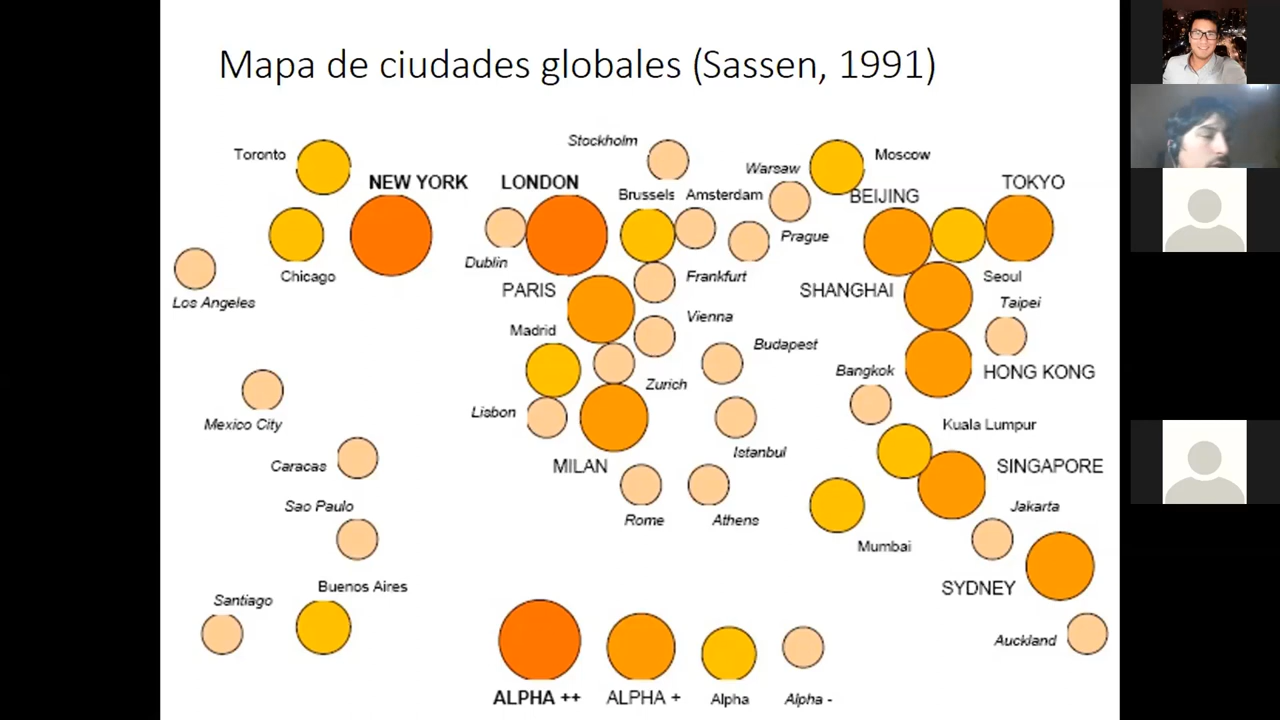 Mapa de ciudades globales (Sassen, 1991)
Stockholm
Toronto
Moscow
Warsaw
NEW YORK
LONDON
Brussels
Amsterdam
BEIJING
TOKYO
Prague
Dublin
Chicago
Frankfurt
Seoul
PARIS
SHANGHAI
Los Angeles
Taipei
Vienna
Madrid
Budapest
Bangkok
HONG KONG
Zurich
Lisbon
Mexico City
Kuala Lumpur
Istanbul
Caracas
MILAN
SINGAPORE
Sao Paulo
Jakarta
Rome
Athens
Mumbai
Buenos Aires
SYDNEY
Santiago
Auckland
ALPHA ++
ALPHA +
Alpha
Alpha -